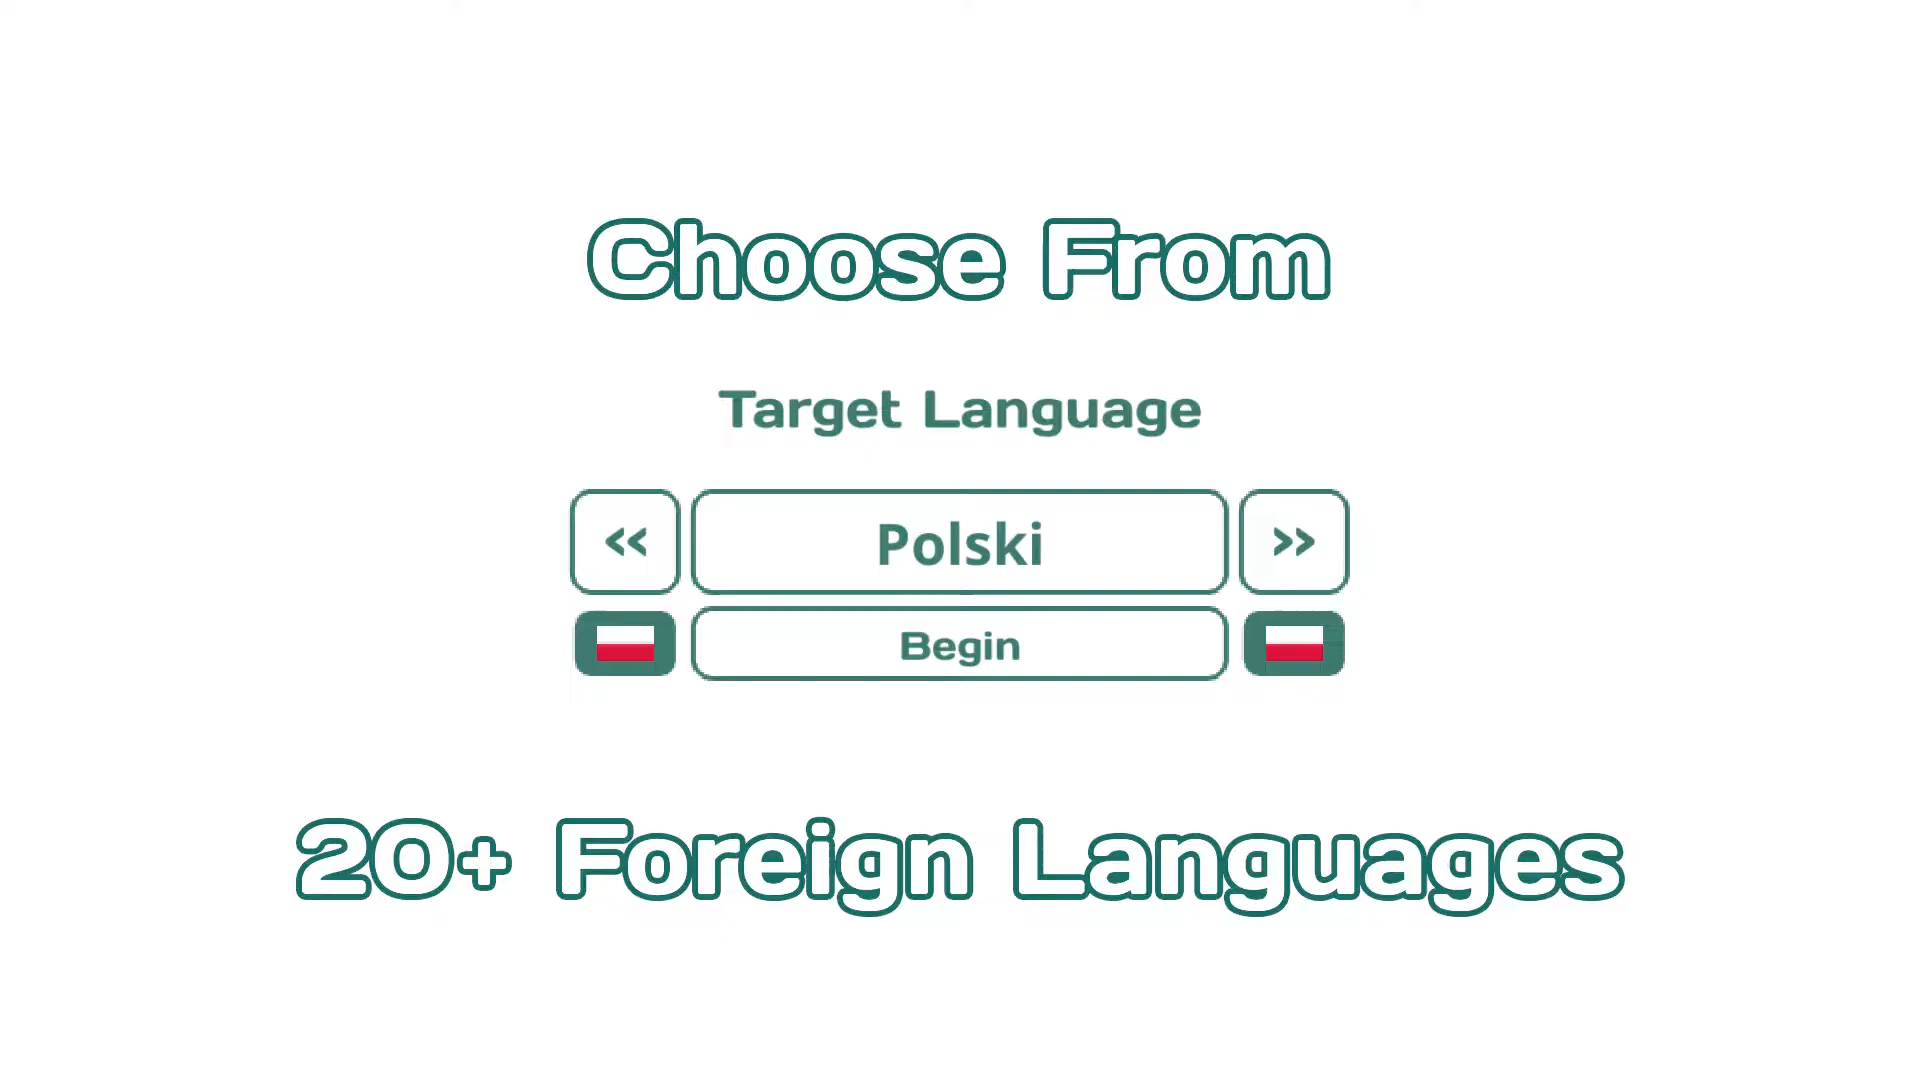 Choose From
Target Language
<< Polski >>
Begin
20+ Foreign Languages